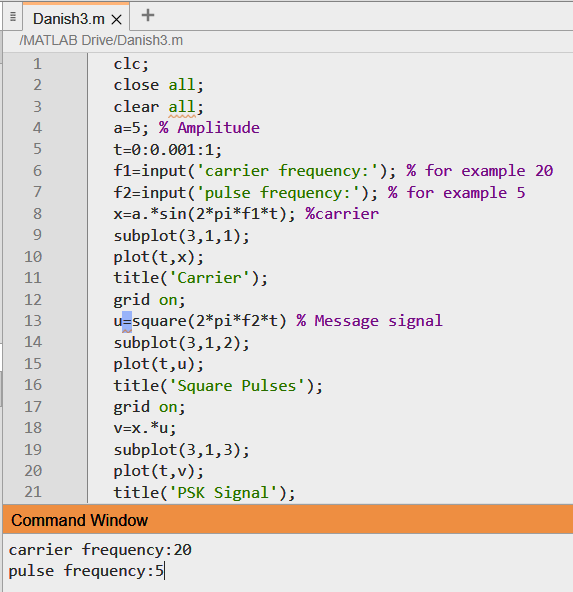 Danish3.m × +
/MATLAB Drive/Danish3.m
1 clc;
2 close all;
3 clear all;
4 a=5; % Amplitude
5 t=0:0.001:1;
6 f1=input('carrier frequency:'); % for example 20
7 f2=input('pulse frequency:'); % for example 5
8 x=a.*sin(2*pi*f1*t); %carrier
9 subplot(3,1,1);
10 plot(t,x);
11 title('Carrier');
12 grid on;
13 u=square(2*pi*f2*t) % Message signal
14 subplot(3,1,2);
15 plot(t,u);
16 title('Square Pulses');
17 grid on;
18 v=x.*u;
19 subplot(3,1,3);
20 plot(t,v);
21 title('PSK Signal');
Command Window
carrier frequency:20
pulse frequency:5